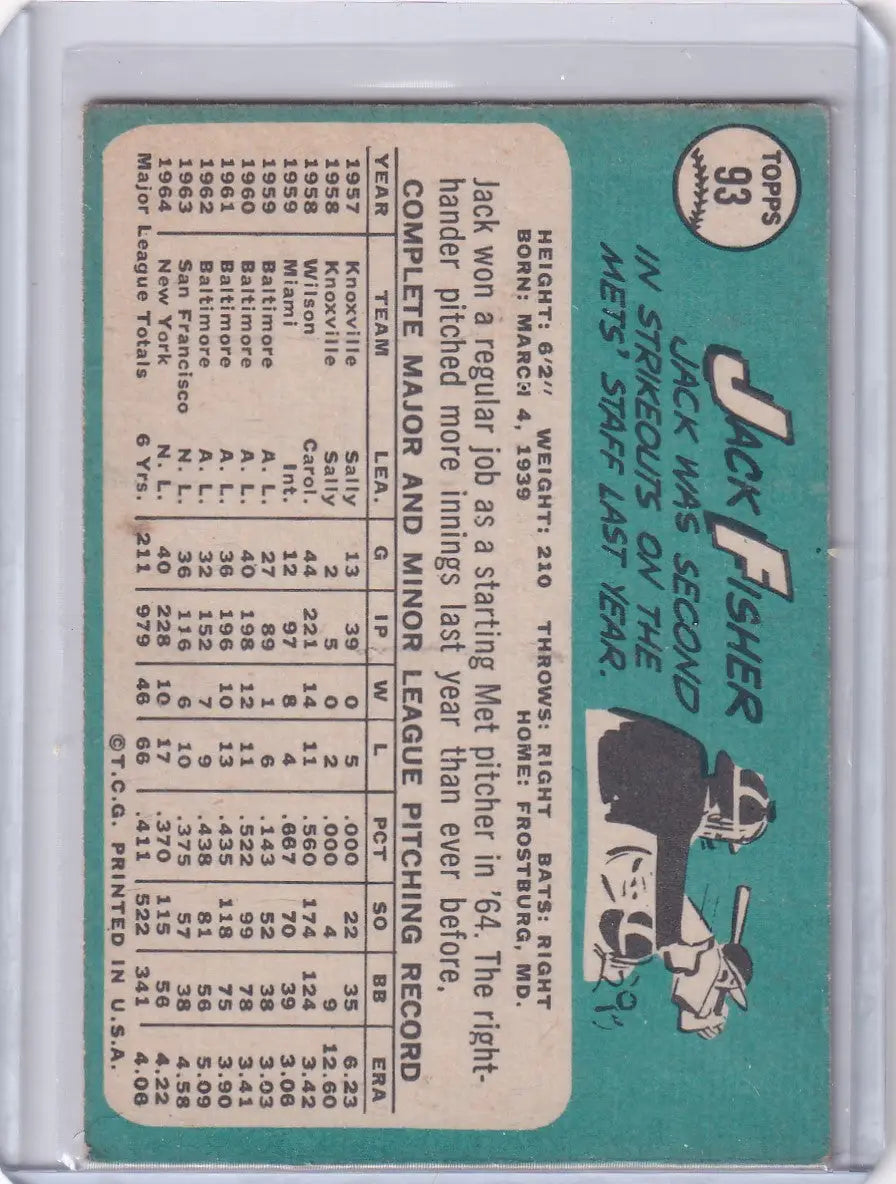 TOPPS
93
JACK FISHER
JACK WAS SECOND
IN STRIKEOUTS ON THE
METS' STAFF LAST YEAR.
HEIGHT: 6'2" WEIGHT: 210 THROWS: RIGHT BATS: RIGHT
BORN: MARCH 4, 1939 HOME: FROSTBURG, MD.
Jack won a regular job as a starting Met pitcher in '64. The right-
hander pitched more innings last year than ever before.
COMPLETE MAJOR AND MINOR LEAGUE PITCHING RECORD
YEAR TEAM LEA. G IP W L PCT SO BB ERA
1957 Knoxville Sally 13 39 0 5 .000 22 35 6.23
1958 Knoxville Sally 2 5 0 2 .000 4 9 12.60
1958 Wilson Carol. 44 221 14 11 .560 174 124 3.42
1959 Miami Int. 12 97 8 4 .667 70 39 3.06
1959 Baltimore A. L. 27 89 1 6 .143 52 38 3.03
1960 Baltimore A. L. 40 198 12 11 .522 99 78 3.41
1961 Baltimore A. L. 36 196 10 13 .435 118 75 3.90
1962 Baltimore A. L. 32 152 7 9 .438 81 56 5.09
1963 San Francisco N. L. 36 116 6 10 .375 57 38 4.58
1964 New York N. L. 40 228 10 17 .370 115 56 4.22
Major League Totals 6 Yrs. 211 979 46 66 .411 522 341 4.06
©T.C.G. PRINTED IN U.S.A.